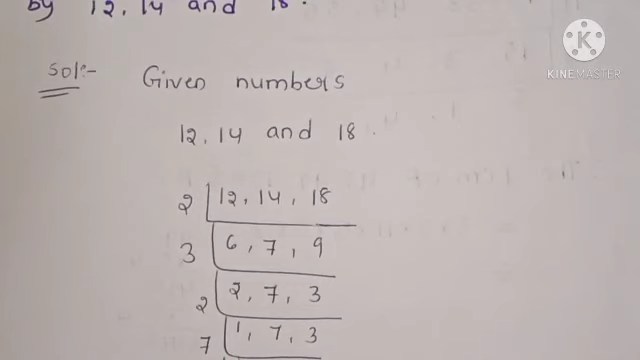 by 12, 14 and 18.
KINEMASTER
Sol:- Given numbers
12, 14 and 18.
2 12, 14, 18
3 6, 7, 9
2 2, 7, 3
7 1, 7, 3